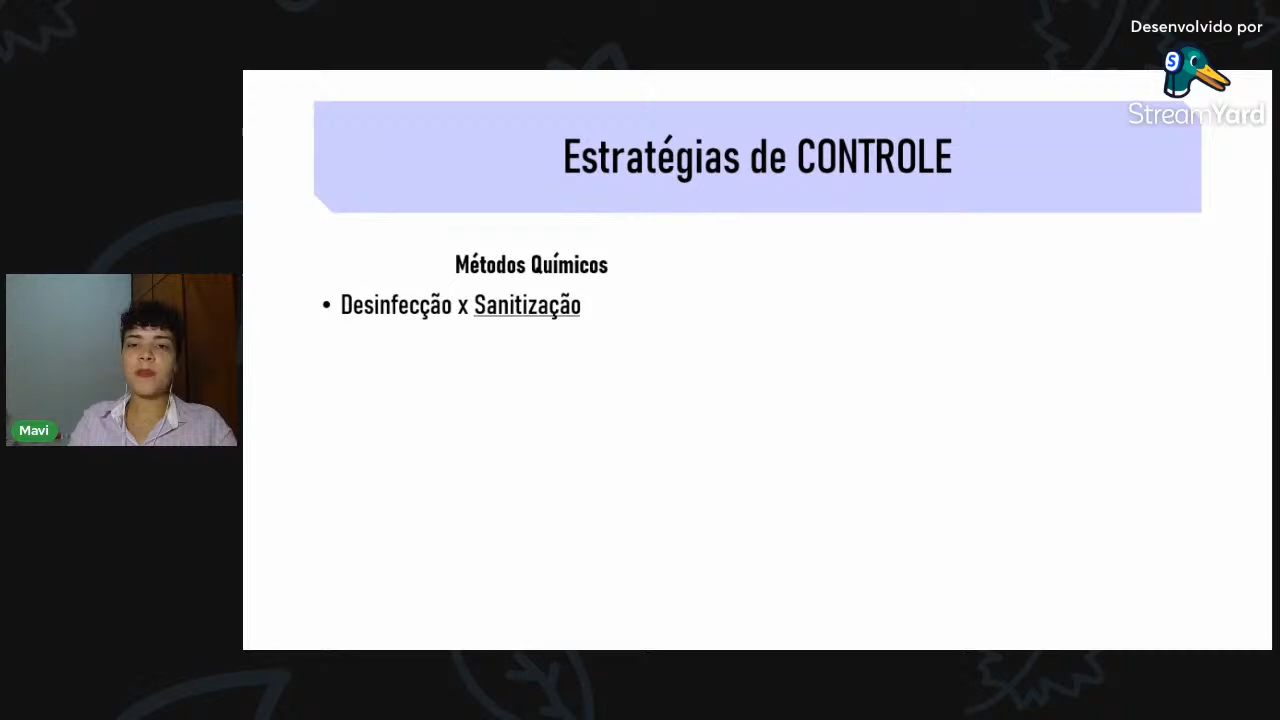 Desenvolvido por
StreamYard
Estratégias de CONTROLE
Métodos Químicos
• Desinfecção x Sanitização
Mavi